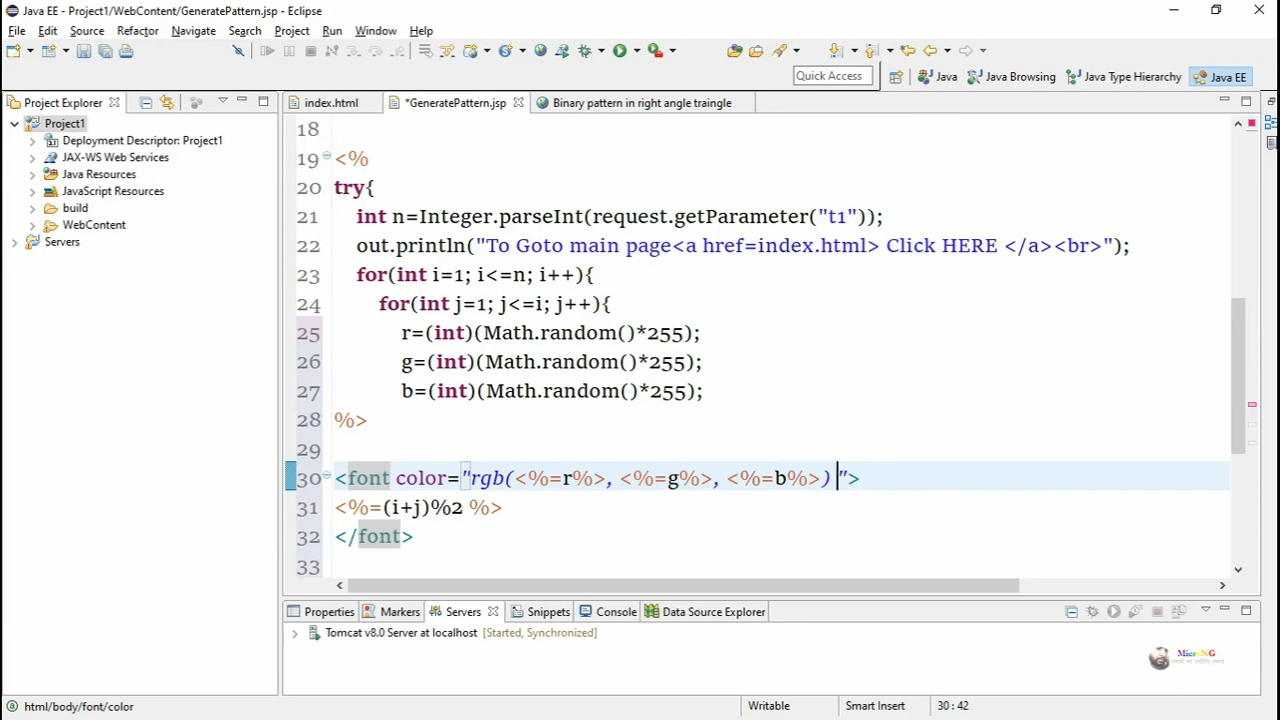 Java EE - Project1/WebContent/GeneratePattern.jsp - Eclipse
File Edit Source Refactor Navigate Search Project Run Window Help
Quick Access
Java Java Browsing Java Type Hierarchy Java EE
Project Explorer
index.html *GeneratePattern.jsp Binary pattern in right angle traingle
Project1
Deployment Descriptor: Project1
JAX-WS Web Services
Java Resources
JavaScript Resources
build
WebContent
Servers
18
19 <%
20 try{
21 int n=Integer.parseInt(request.getParameter("t1"));
22 out.println("To Goto main page<a href=index.html> Click HERE </a><br>");
23 for(int i=1; i<=n; i++){
24 for(int j=1; j<=i; j++){
25 r=(int)(Math.random()*255);
26 g=(int)(Math.random()*255);
27 b=(int)(Math.random()*255);
28 %>
29
30 <font color="rgb(<%=r%>, <%=g%>, <%=b%>) ">
31 <%=(i+j)%2 %>
32 </font>
33
Properties Markers Servers Snippets Console Data Source Explorer
Tomcat v8.0 Server at localhost [Started, Synchronized]
MicroNG
html/body/font/color Writable Smart Insert 30 : 42